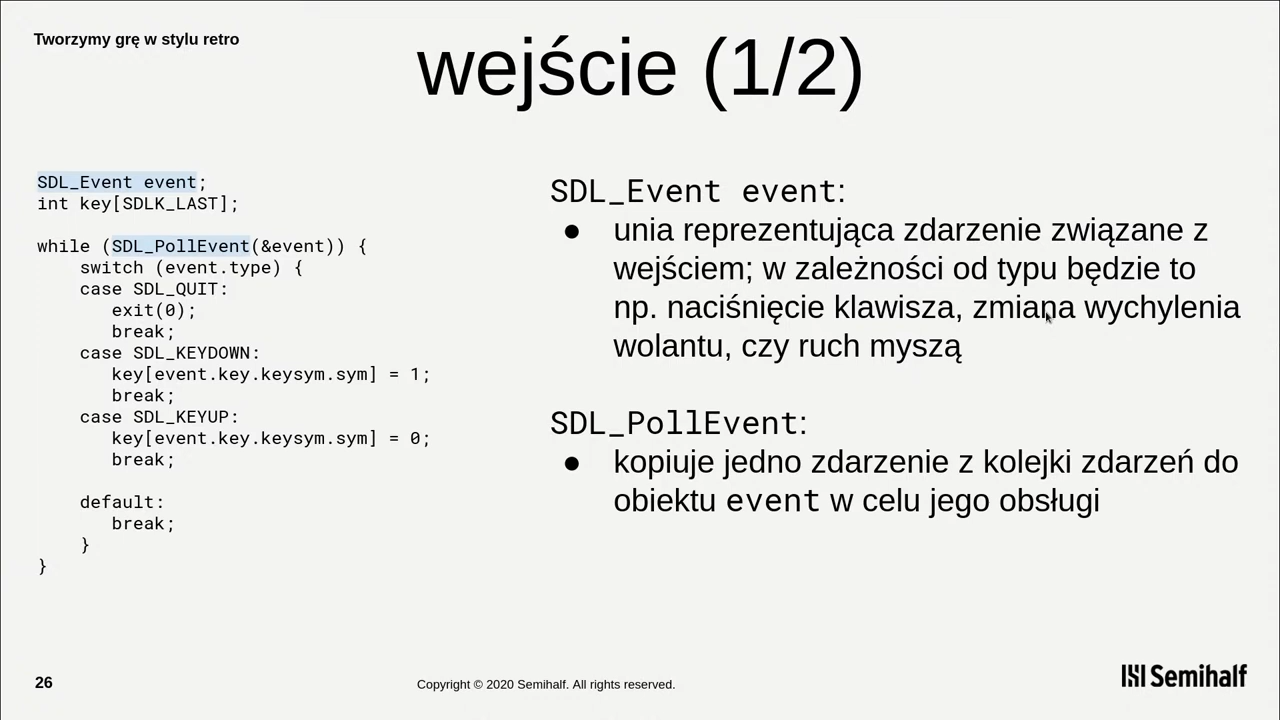 Tworzymy grę w stylu retro
wejście (1/2)
SDL_Event event;
int key[SDLK_LAST];
while (SDL_PollEvent(&event)) {
switch (event.type) {
case SDL_QUIT:
exit(0);
break;
case SDL_KEYDOWN:
key[event.key.keysym.sym] = 1;
break;
case SDL_KEYUP:
key[event.key.keysym.sym] = 0;
break;
default:
break;
}
}
SDL_Event event:
● unia reprezentująca zdarzenie związane z
wejściem; w zależności od typu będzie to
np. naciśnięcie klawisza, zmiana wychylenia
wolantu, czy ruch myszą
SDL_PollEvent:
● kopiuje jedno zdarzenie z kolejki zdarzeń do
obiektu event w celu jego obsługi
26
Copyright © 2020 Semihalf. All rights reserved.
Semihalf